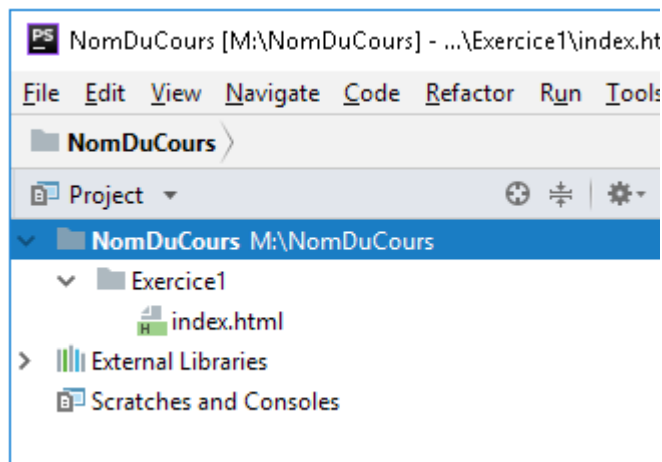 PS NomDuCours [M:\NomDuCours] - ...\Exercice1\index.ht
File Edit View Navigate Code Refactor Run Tools
NomDuCours
Project
NomDuCours M:\NomDuCours
Exercice1
H index.html
External Libraries
Scratches and Consoles